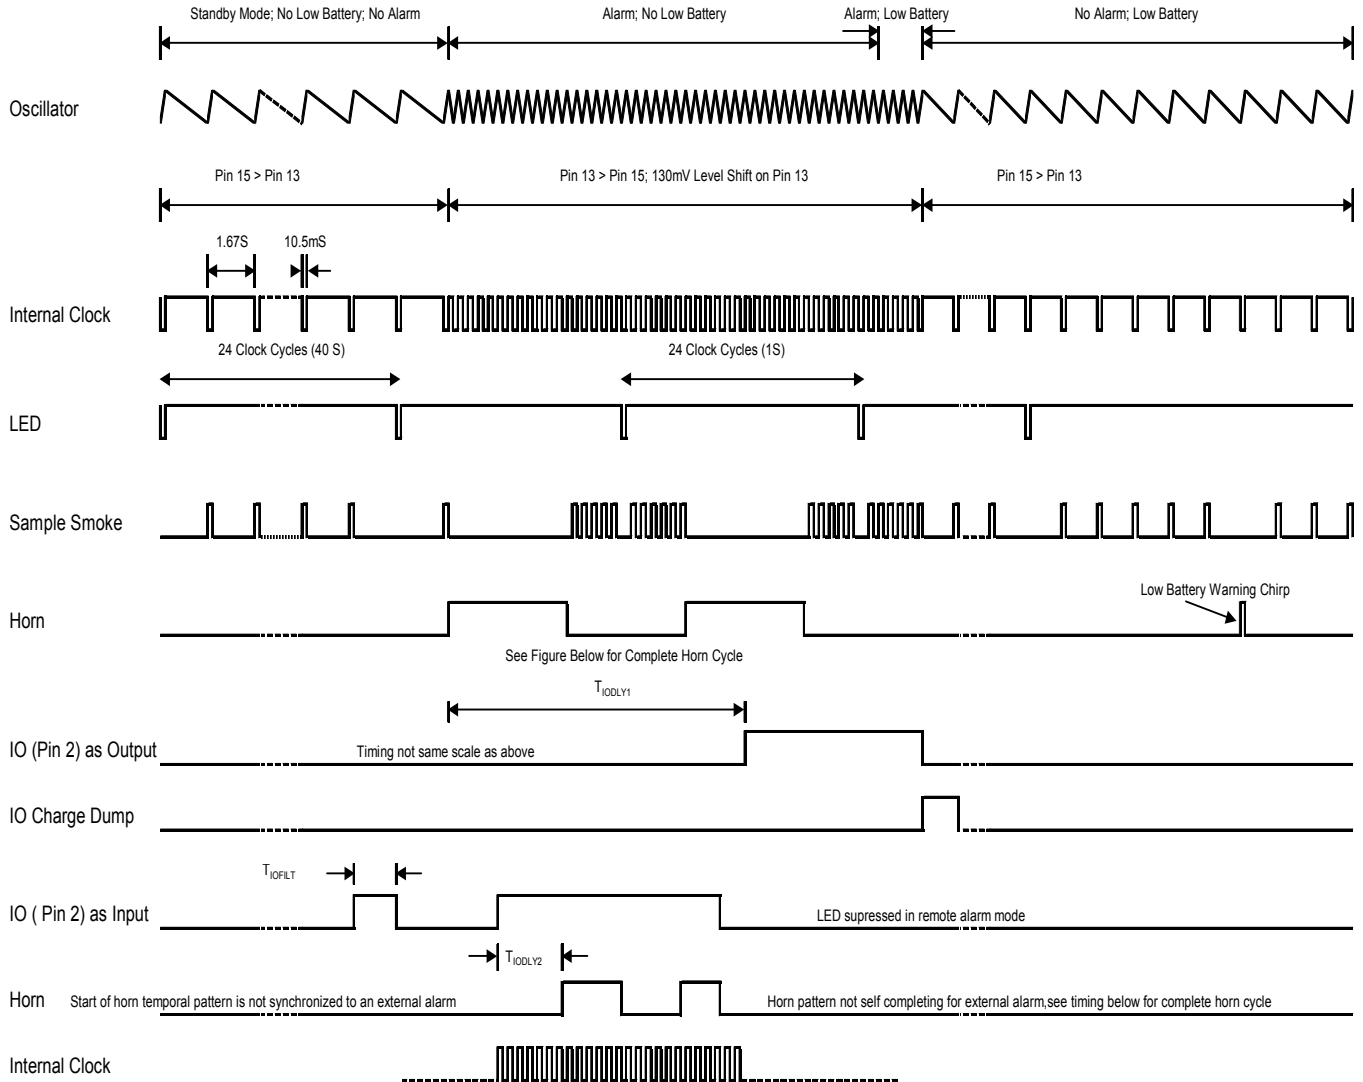 Standby Mode; No Low Battery; No Alarm
Alarm; No Low Battery
Alarm; Low Battery
No Alarm; Low Battery
Oscillator
Pin 15 > Pin 13
Pin 13 > Pin 15; 130mV Level Shift on Pin 13
Pin 15 > Pin 13
1.67S
10.5mS
Internal Clock
24 Clock Cycles (40 S)
24 Clock Cycles (1S)
LED
Sample Smoke
Low Battery Warning Chirp
Horn
See Figure Below for Complete Horn Cycle
TIODLY1
IO (Pin 2) as Output
Timing not same scale as above
IO Charge Dump
TIOFILT
IO ( Pin 2) as Input
LED supressed in remote alarm mode
TIODLY2
Horn
Start of horn temporal pattern is not synchronized to an external alarm
Horn pattern not self completing for external alarm,see timing below for complete horn cycle
Internal Clock